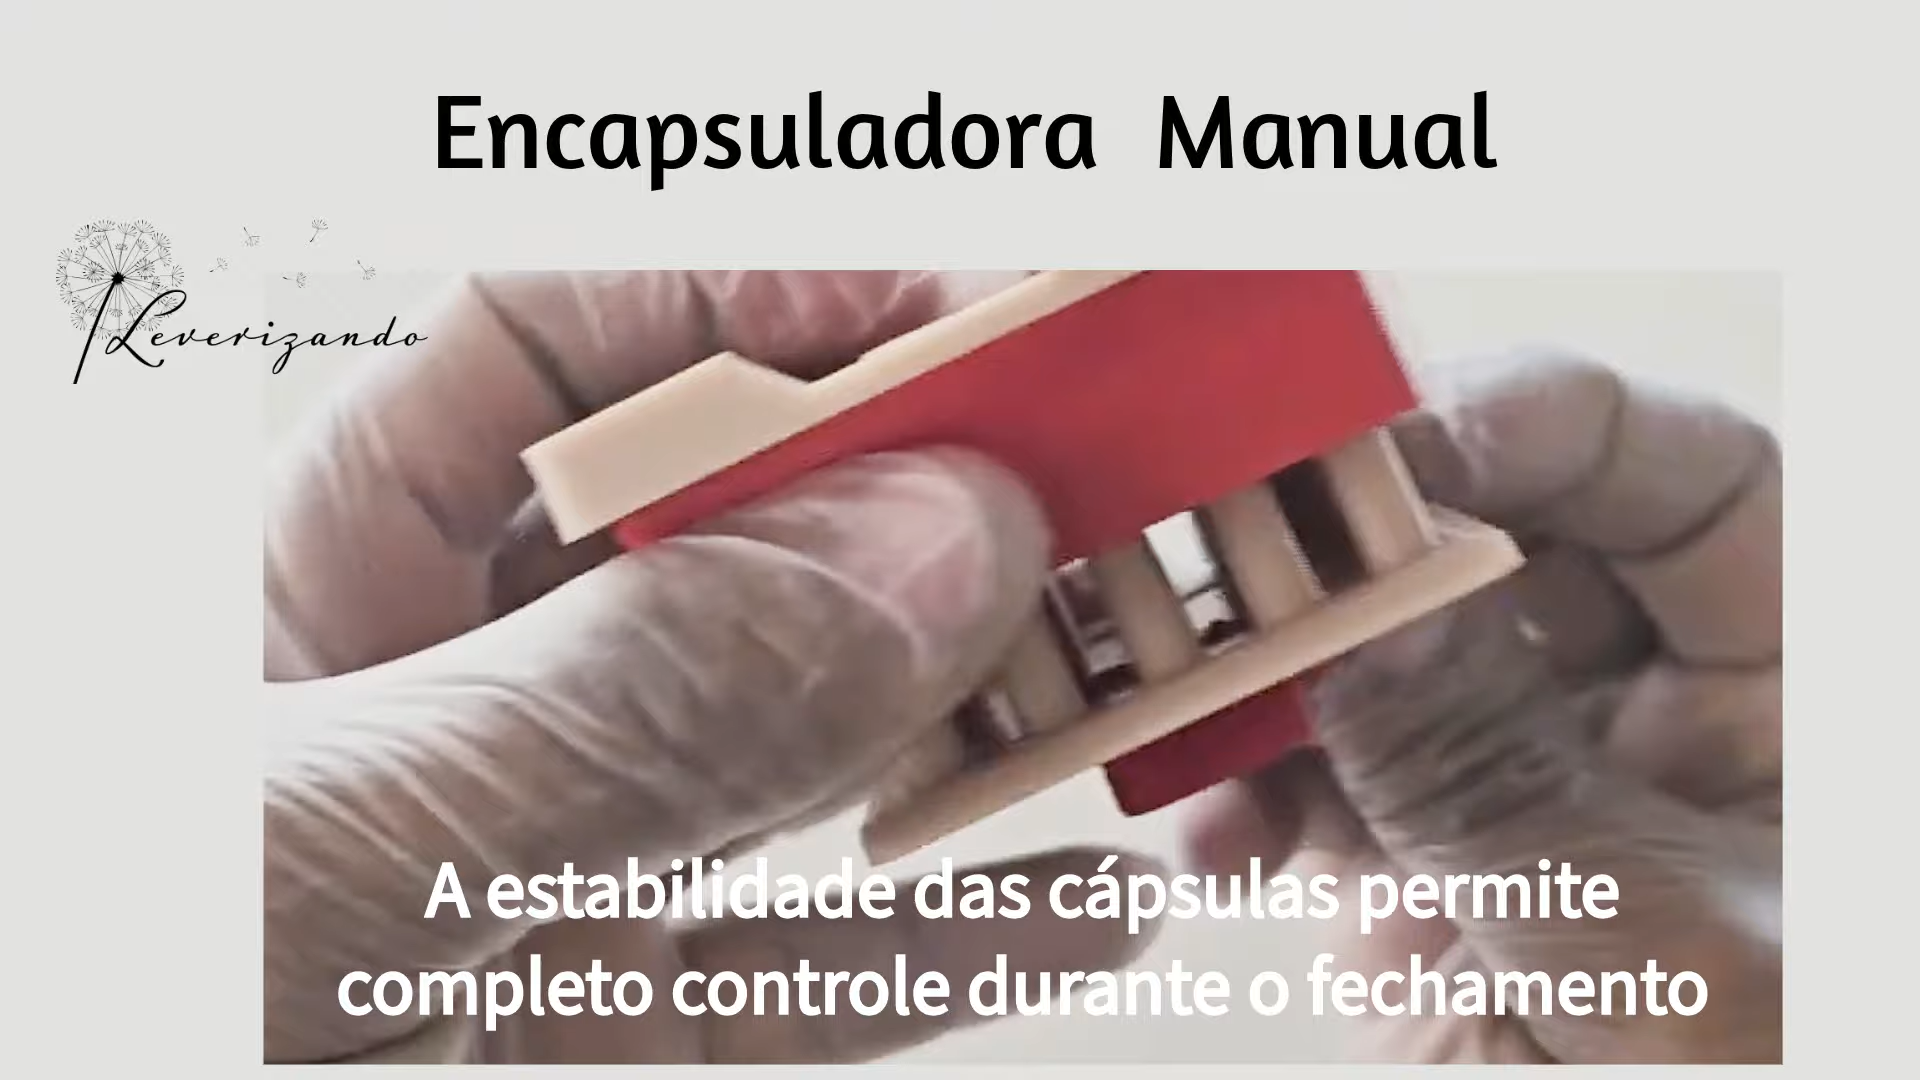 Encapsuladora Manual
Leverizando
A estabilidade das cápsulas permite
completo controle durante o fechamento